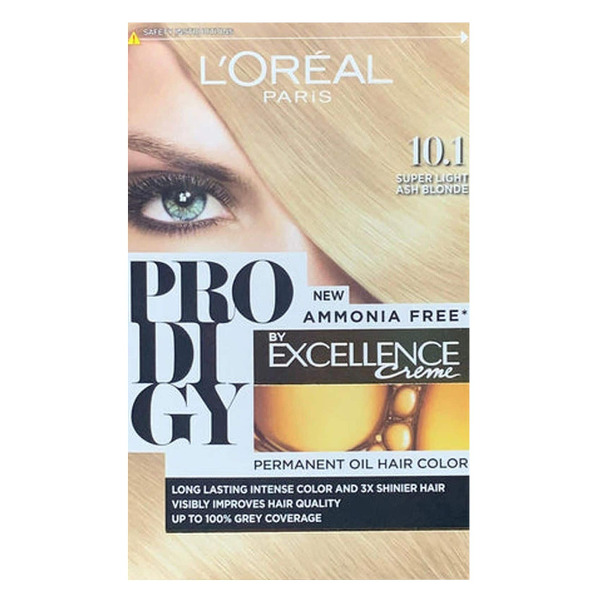 SAFETY INSTRUCTIONS
L'ORÉAL
PARIS
10.1
SUPER LIGHT
ASH BLONDE
PRO
DI
GY
NEW
AMMONIA FREE*
BY
EXCELLENCE
Creme
PERMANENT OIL HAIR COLOR
LONG LASTING INTENSE COLOR AND 3X SHINIER HAIR
VISIBLY IMPROVES HAIR QUALITY
UP TO 100% GREY COVERAGE